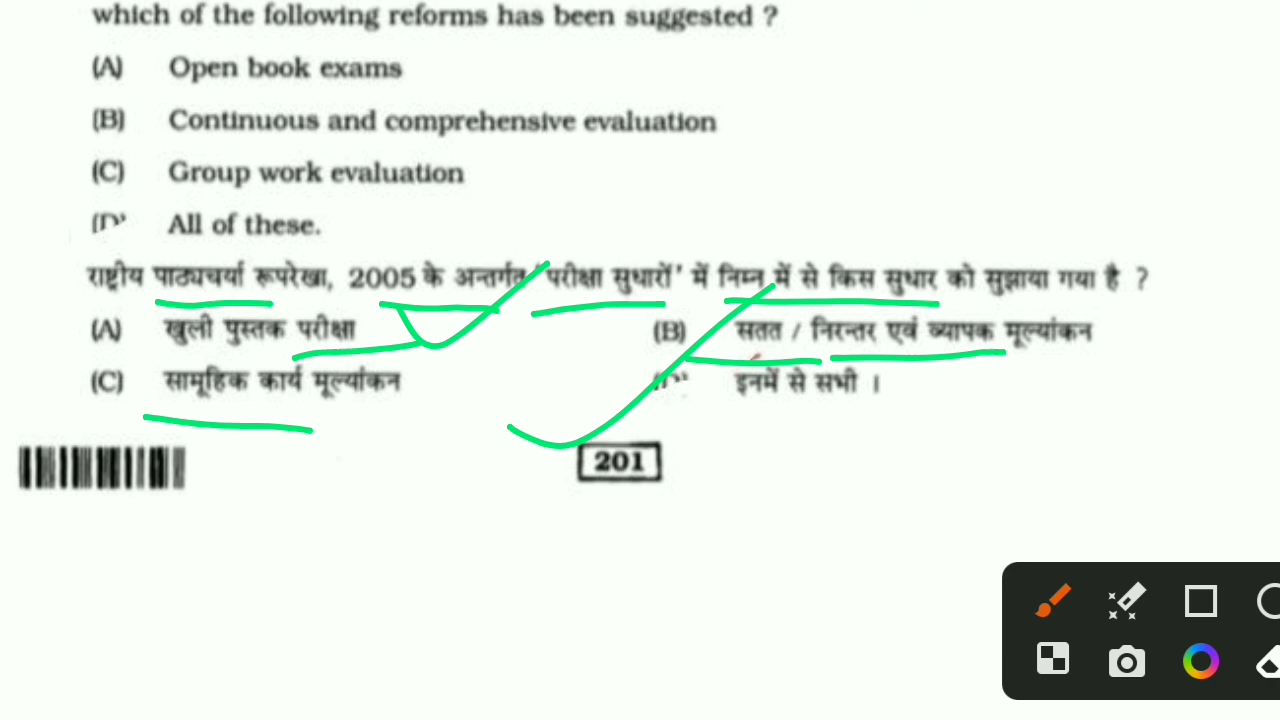 which of the following reforms has been suggested ?
(A) Open book exams
(B) Continuous and comprehensive evaluation
(C) Group work evaluation
(D) All of these.
राष्ट्रीय पाठ्यचर्या रूपरेखा, 2005 के अन्तर्गत 'परीक्षा सुधारों' में निम्न में से किस सुधार को सुझाया गया है ?
(A) खुली पुस्तक परीक्षा (B) सतत / निरन्तर एवं व्यापक मूल्यांकन
(C) सामूहिक कार्य मूल्यांकन (D) इनमें से सभी ।
201